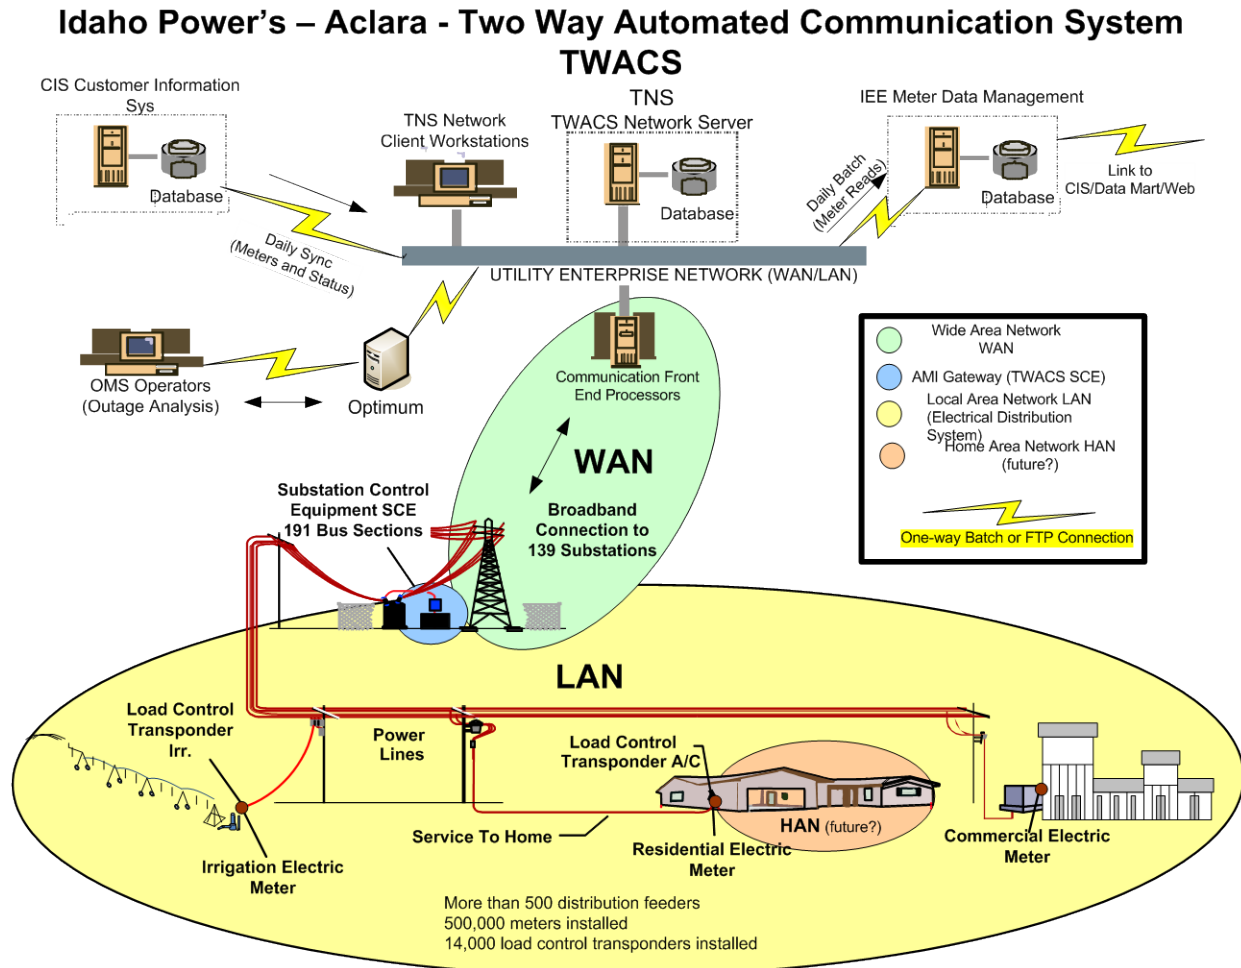 Idaho Power's – Aclara - Two Way Automated Communication System
TWACS
CIS Customer Information
Sys
Database
TNS Network
Client Workstations
TNS
TWACS Network Server
Database
IEE Meter Data Management
Database
Link to
CIS/Data Mart/Web
Daily Batch
(Meter Reads)
Daily Sync
(Meters and Status)
UTILITY ENTERPRISE NETWORK (WAN/LAN)
OMS Operators
(Outage Analysis)
Optimum
Communication Front
End Processors
Wide Area Network
WAN
AMI Gateway (TWACS SCE)
Local Area Network LAN
(Electrical Distribution
System)
Home Area Network HAN
(future?)
One-way Batch or FTP Connection
WAN
Broadband
Connection to
139 Substations
Substation Control
Equipment SCE
191 Bus Sections
LAN
Load Control
Transponder
Irr.
Power
Lines
Load Control
Transponder A/C
Service To Home
HAN (future?)
Irrigation Electric
Meter
Residential Electric
Meter
Commercial Electric
Meter
More than 500 distribution feeders
500,000 meters installed
14,000 load control transponders installed